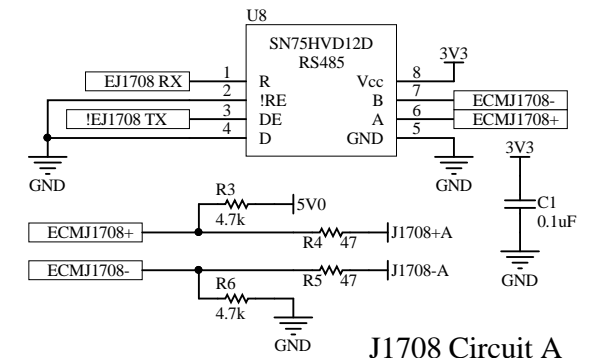 U8
SN75HVD12D
RS485
3V3
EJ1708 RX
1
R
Vcc
8
2
!RE
B
7
ECMJ1708-
!EJ1708 TX
3
DE
A
6
ECMJ1708+
4
D
GND
5
GND
GND
3V3
R3
5V0
C1
4.7k
0.1uF
ECMJ1708+
J1708+A
R4
47
ECMJ1708-
J1708-A
R6
R5
47
GND
4.7k
GND
J1708 Circuit A